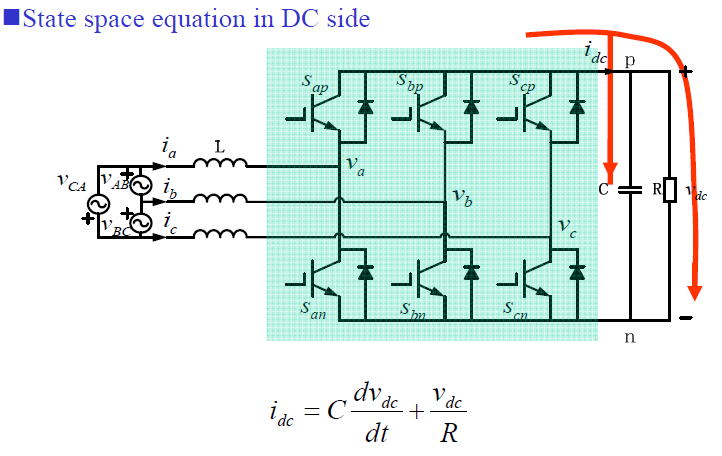 ■State space equation in DC side
i_dc p
S_ap S_bp S_cp
i_a L
v_CA v_AB i_b v_a v_b C R v_dc
v_BC i_c v_c
S_an S_bn S_cn
n
i_dc = C dv_dc/dt + v_dc/R